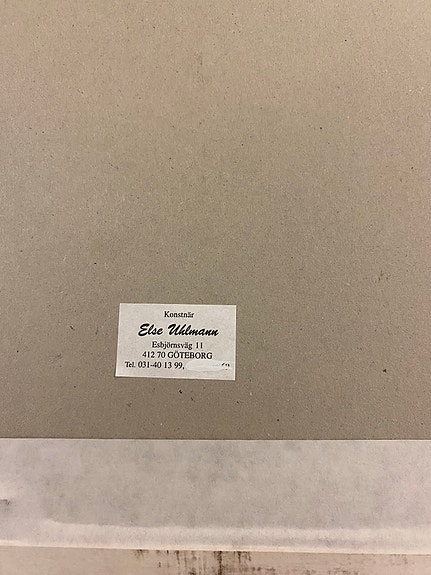 Konstnär
Else Uhlmann
Esbjörnsväg 11
412 70 GÖTEBORG
Tel. 031-40 13 99,